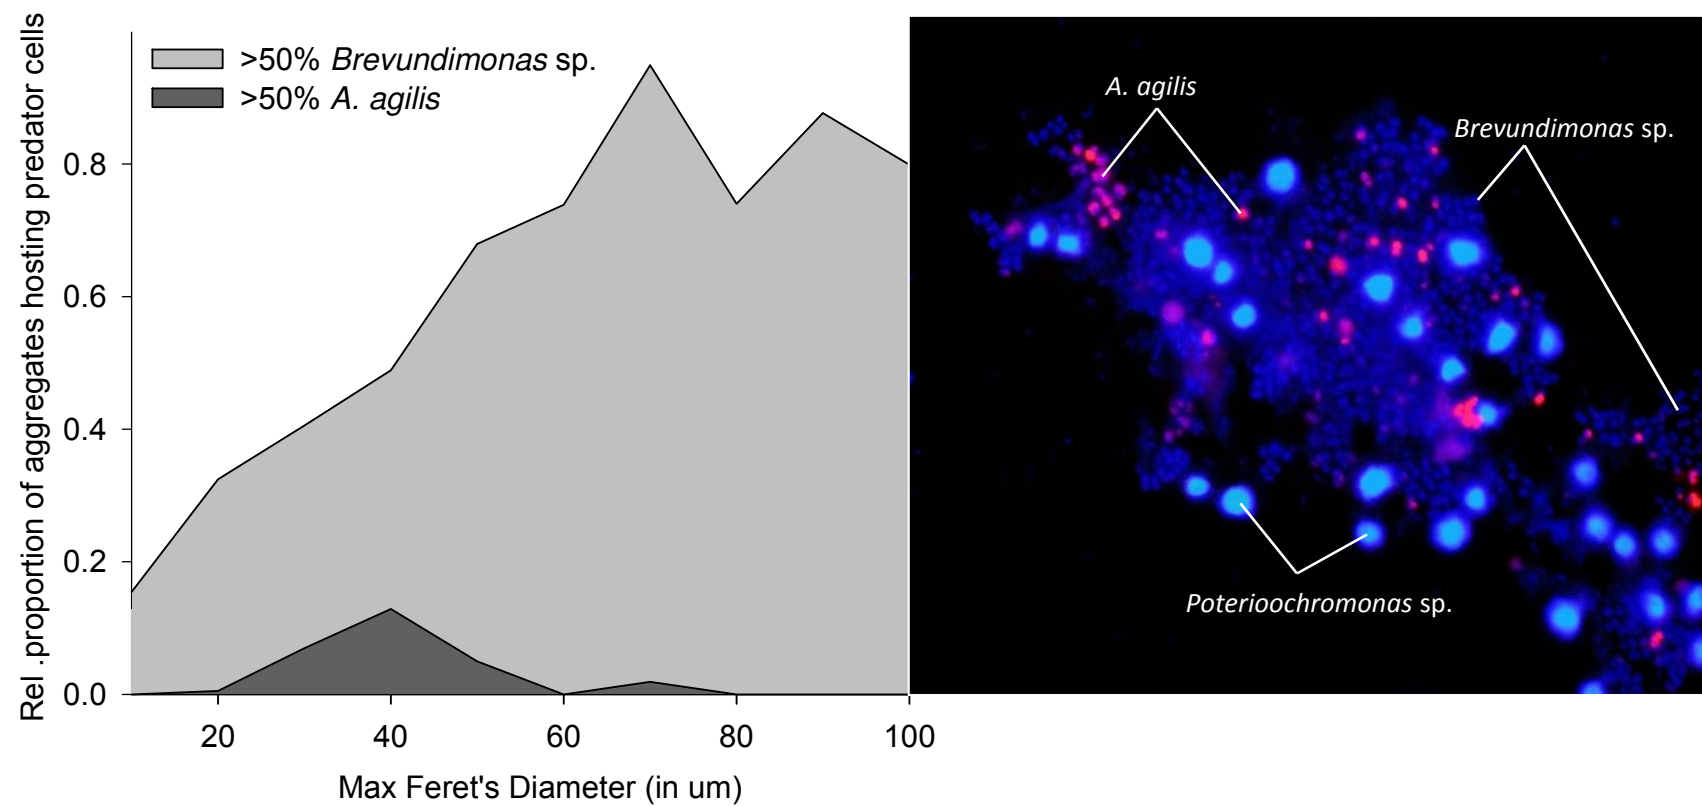 Rel .proportion of aggregates hosting predator cells
>50% Brevundimonas sp.
>50% A. agilis
0.8
0.6
0.4
0.2
0.0
20 40 60 80 100
Max Feret's Diameter (in um)
A. agilis
Brevundimonas sp.
Poterioochromonas sp.